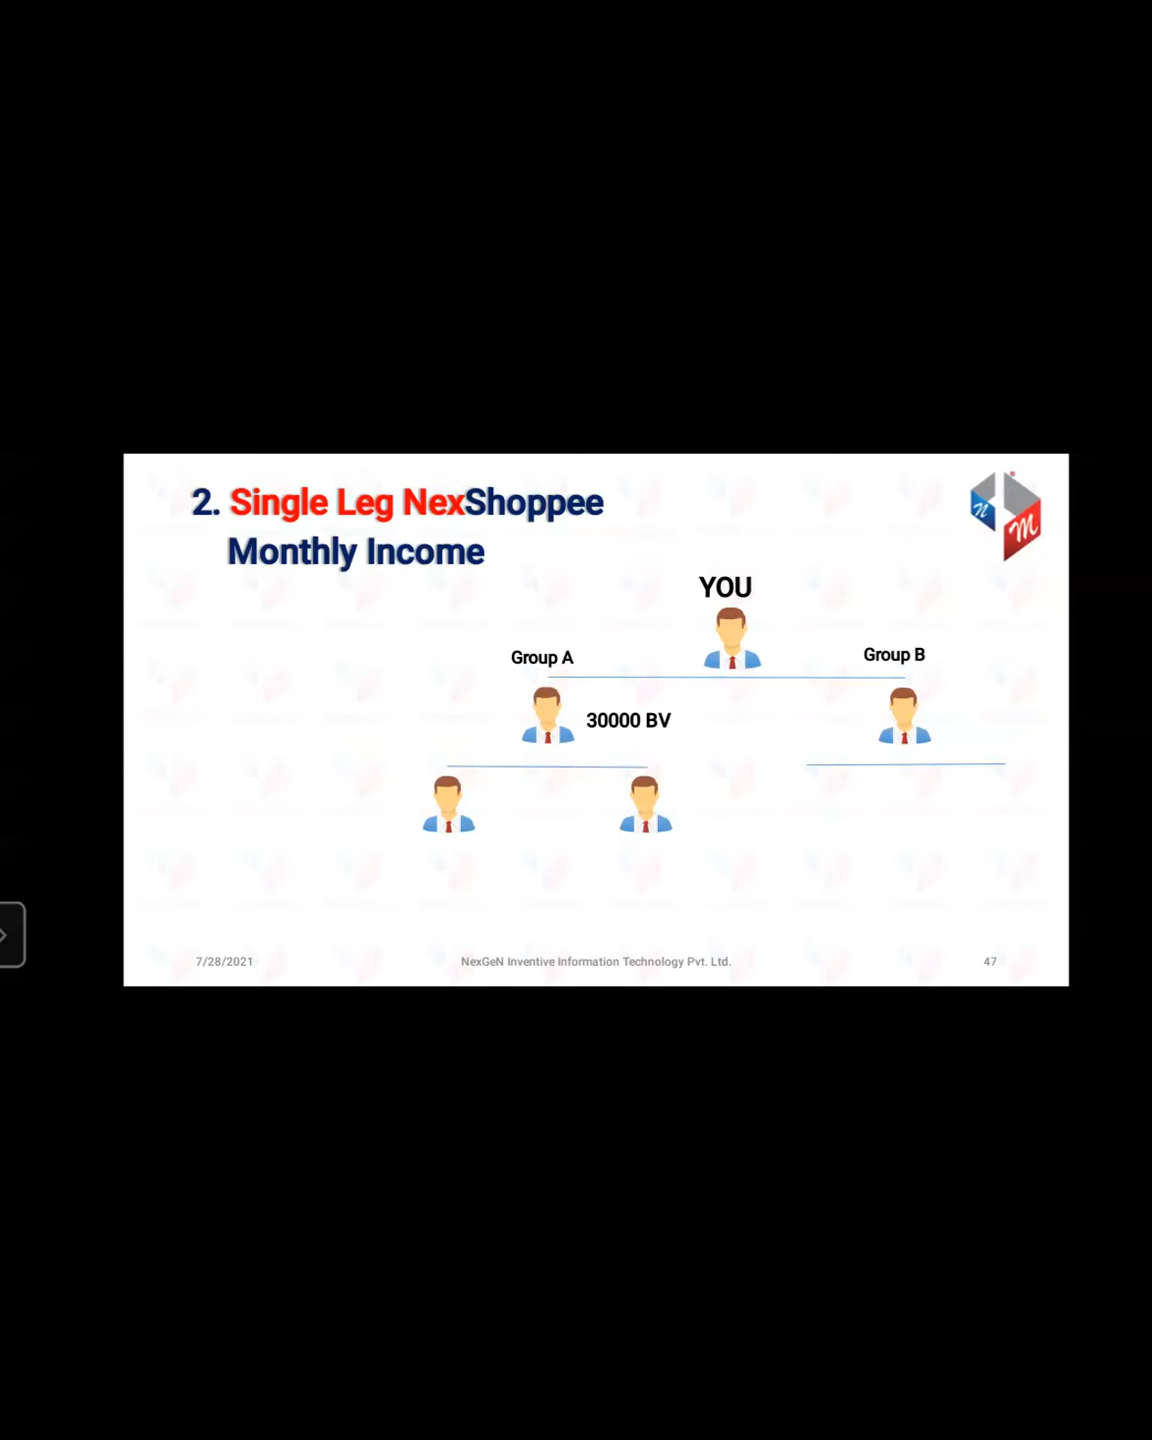 2. Single Leg NexShoppee
Monthly Income
YOU
Group A
Group B
30000 BV
7/28/2021
NexGeN Inventive Information Technology Pvt. Ltd.
47